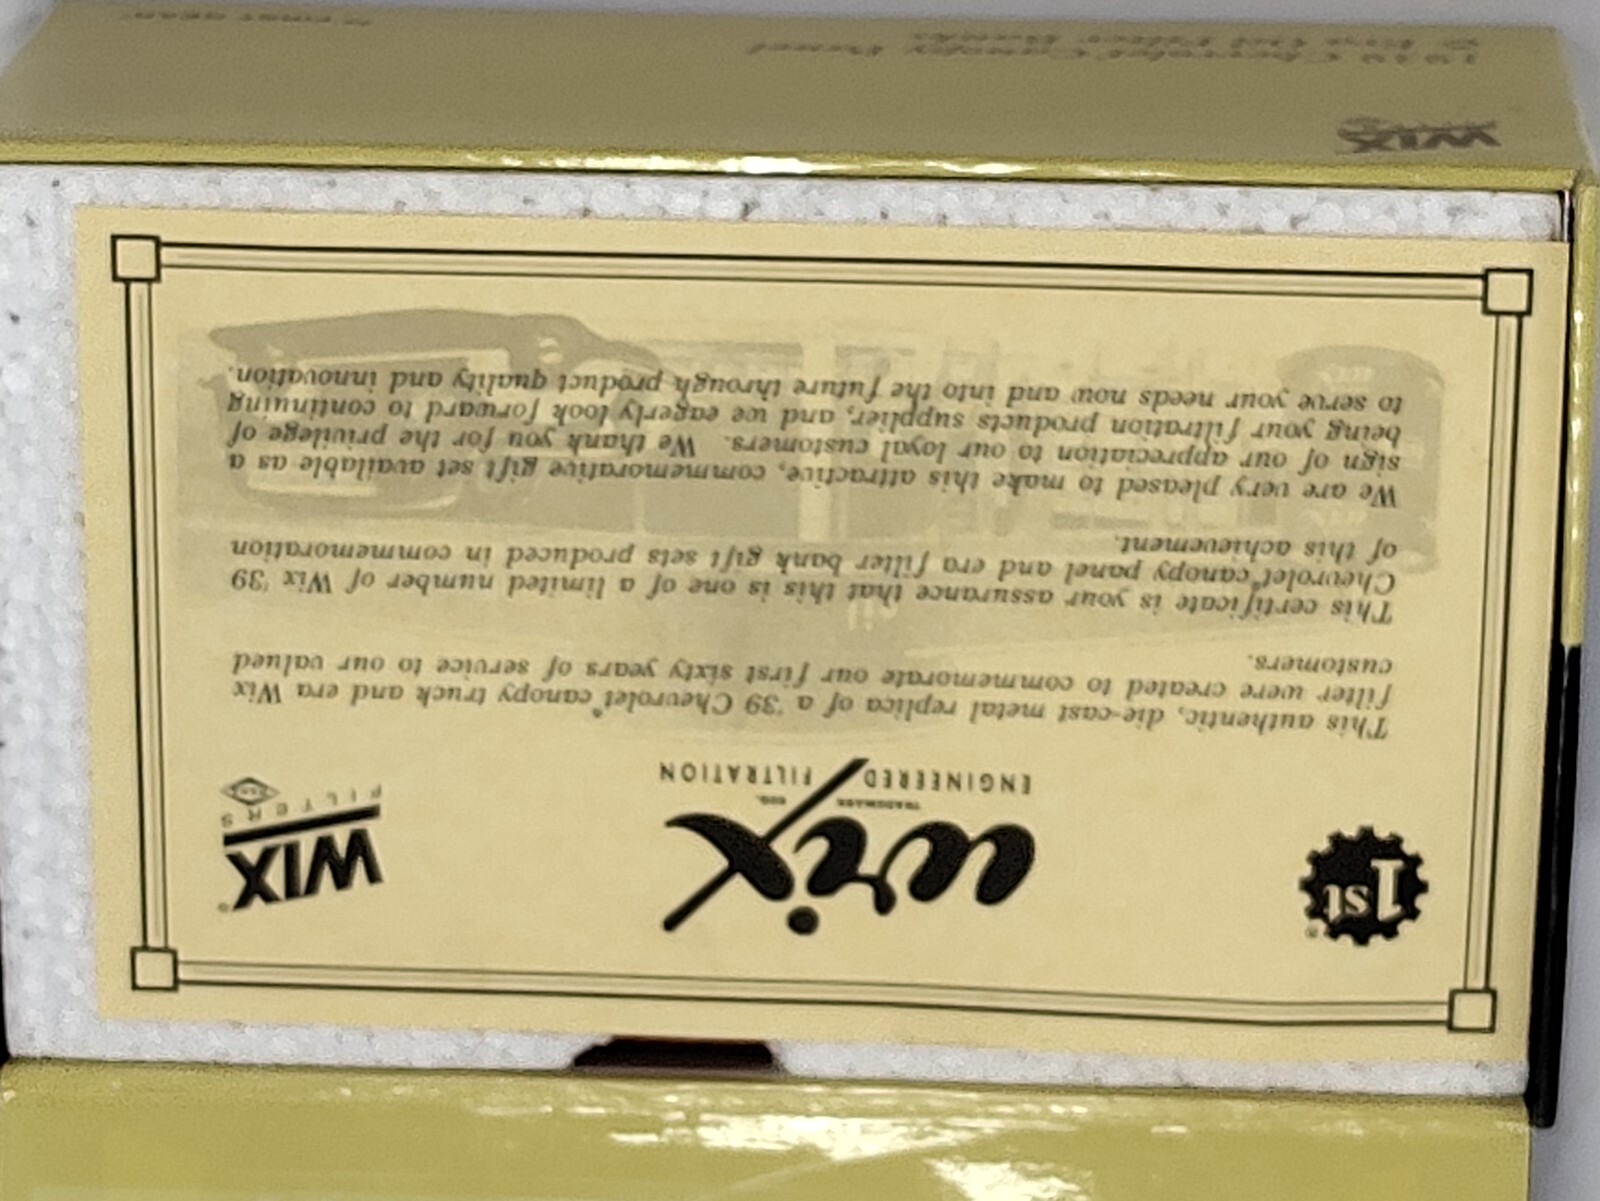 1st
wix
TRADEMARK REG.
ENGINEERED FILTRATION
WIX
FILTERS
This authentic, die-cast metal replica of a '39 Chevrolet® canopy truck and era Wix
filter were created to commemorate our first sixty years of service to our valued
customers.
This certificate is your assurance that this is one of a limited number of Wix '39
Chevrolet® canopy panel and era filter bank gift sets produced in commemoration
of this achievement.
We are very pleased to make this attractive, commemorative gift set available as a
sign of our appreciation to our loyal customers. We thank you for the privilege of
being your filtration products supplier, and we eagerly look forward to continuing
to serve your needs now and into the future through product quality and innovation.
WIX
Chevrolet Canopy Panel